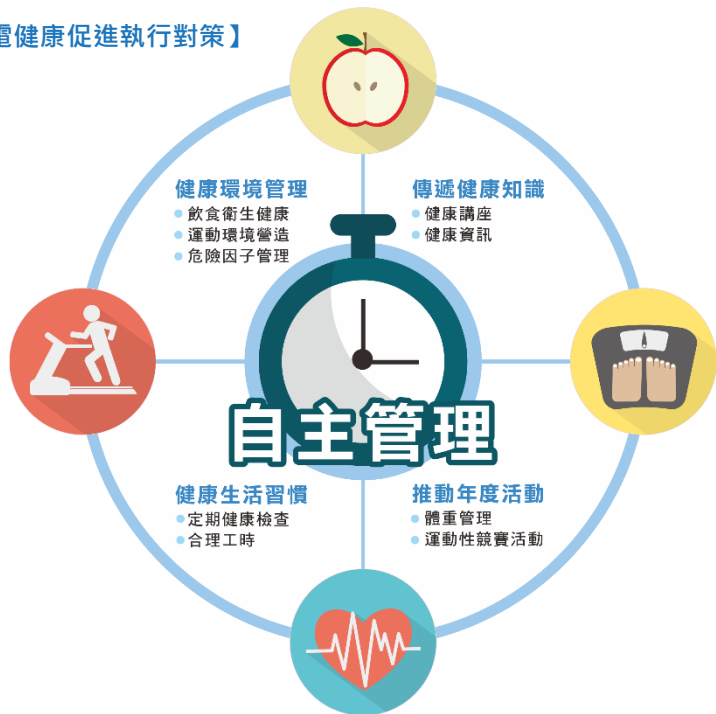 電健康促進執行對策】
健康環境管理
飲食衛生健康
運動環境營造
危險因子管理
傳遞健康知識
健康講座
健康資訊
自主管理
健康生活習慣
定期健康檢查
合理工時
推動年度活動
體重管理
運動性競賽活動